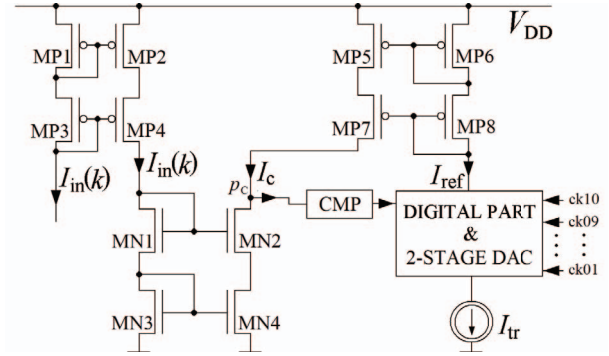 V_DD
MP1
MP2
MP5
MP6
MP3
MP4
MP7
MP8
I_in(k)
I_in(k)
I_c
I_ref
p_c
CMP
DIGITAL PART
&
2-STAGE DAC
ck10
ck09
ck01
MN1
MN2
MN3
MN4
I_tr